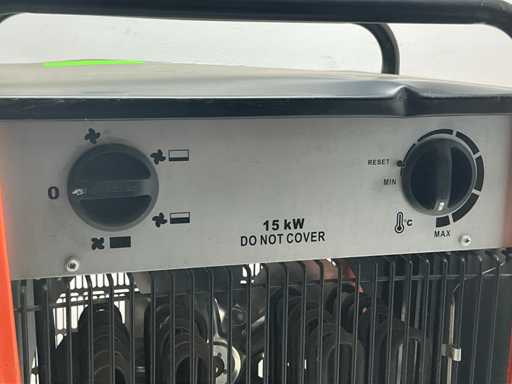 0
RESET
MIN
15 kW
DO NOT COVER
°C
MAX